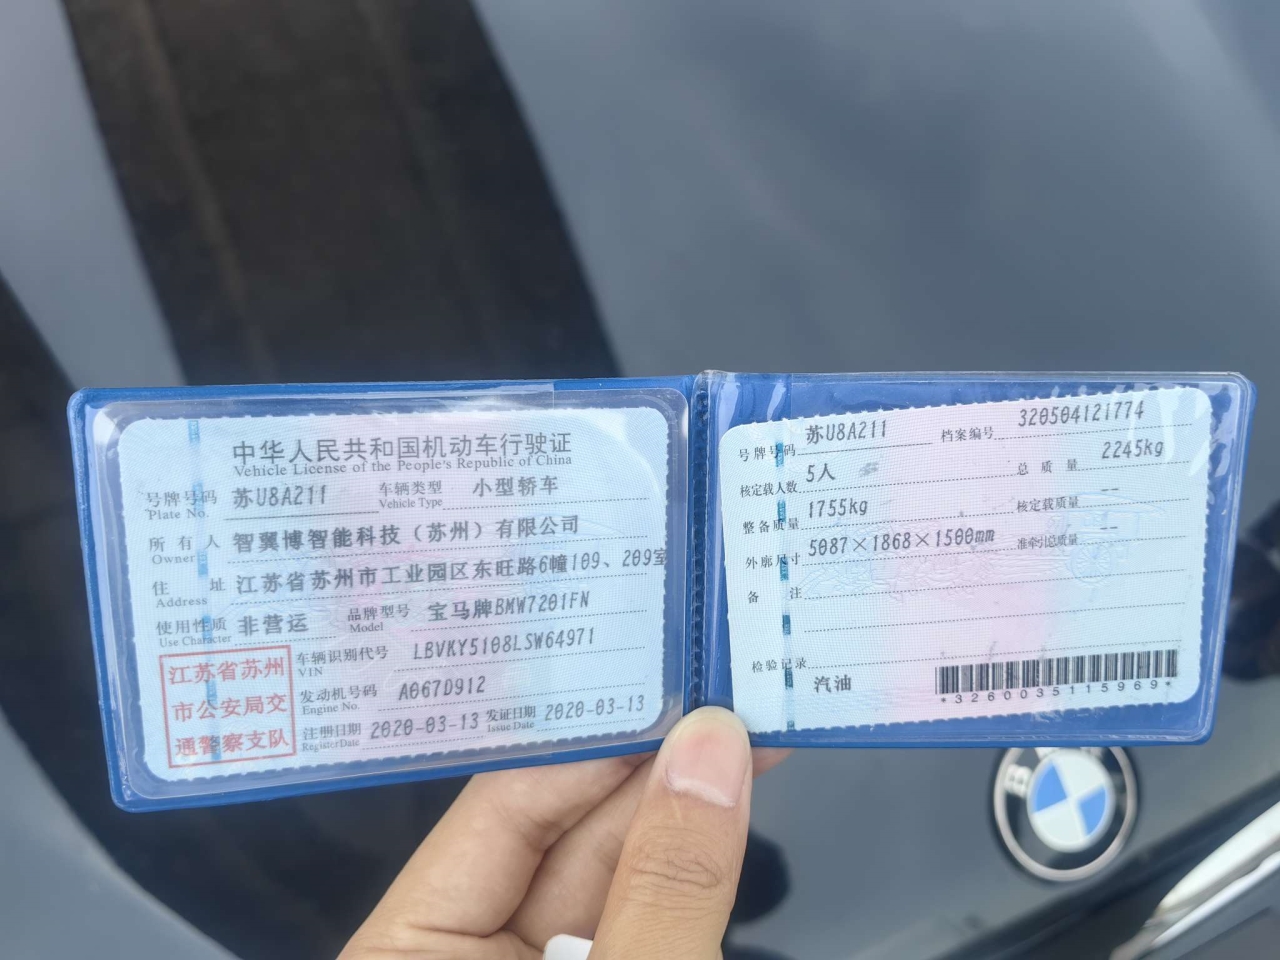 中华人民共和国机动车行驶证
Vehicle License of the People's Republic of China
号牌号码 苏U8A211 车辆类型 小型轿车
Plate No. Vehicle Type
所有人 智翼博智能科技（苏州）有限公司
Owner
住址 江苏省苏州市工业园区东旺路6幢109、209室
Address
使用性质 非营运 品牌型号 宝马牌BMW7201FN
Use Character Model
江苏省苏州
市公安局交
通警察支队
车辆识别代号 LBVKY5108LSW64971
VIN
发动机号码 A067D912
Engine No.
注册日期 2020-03-13 发证日期 2020-03-13
Register Date Issue Date
号牌号码 苏U8A211 档案编号 320504121774
核定载人数 5人 总质量 2245kg
整备质量 1755kg 核定载质量 --
外廓尺寸 5087×1868×1500mm 准牵引总质量 --
备注
检验记录
汽油
*3260035115969*
B